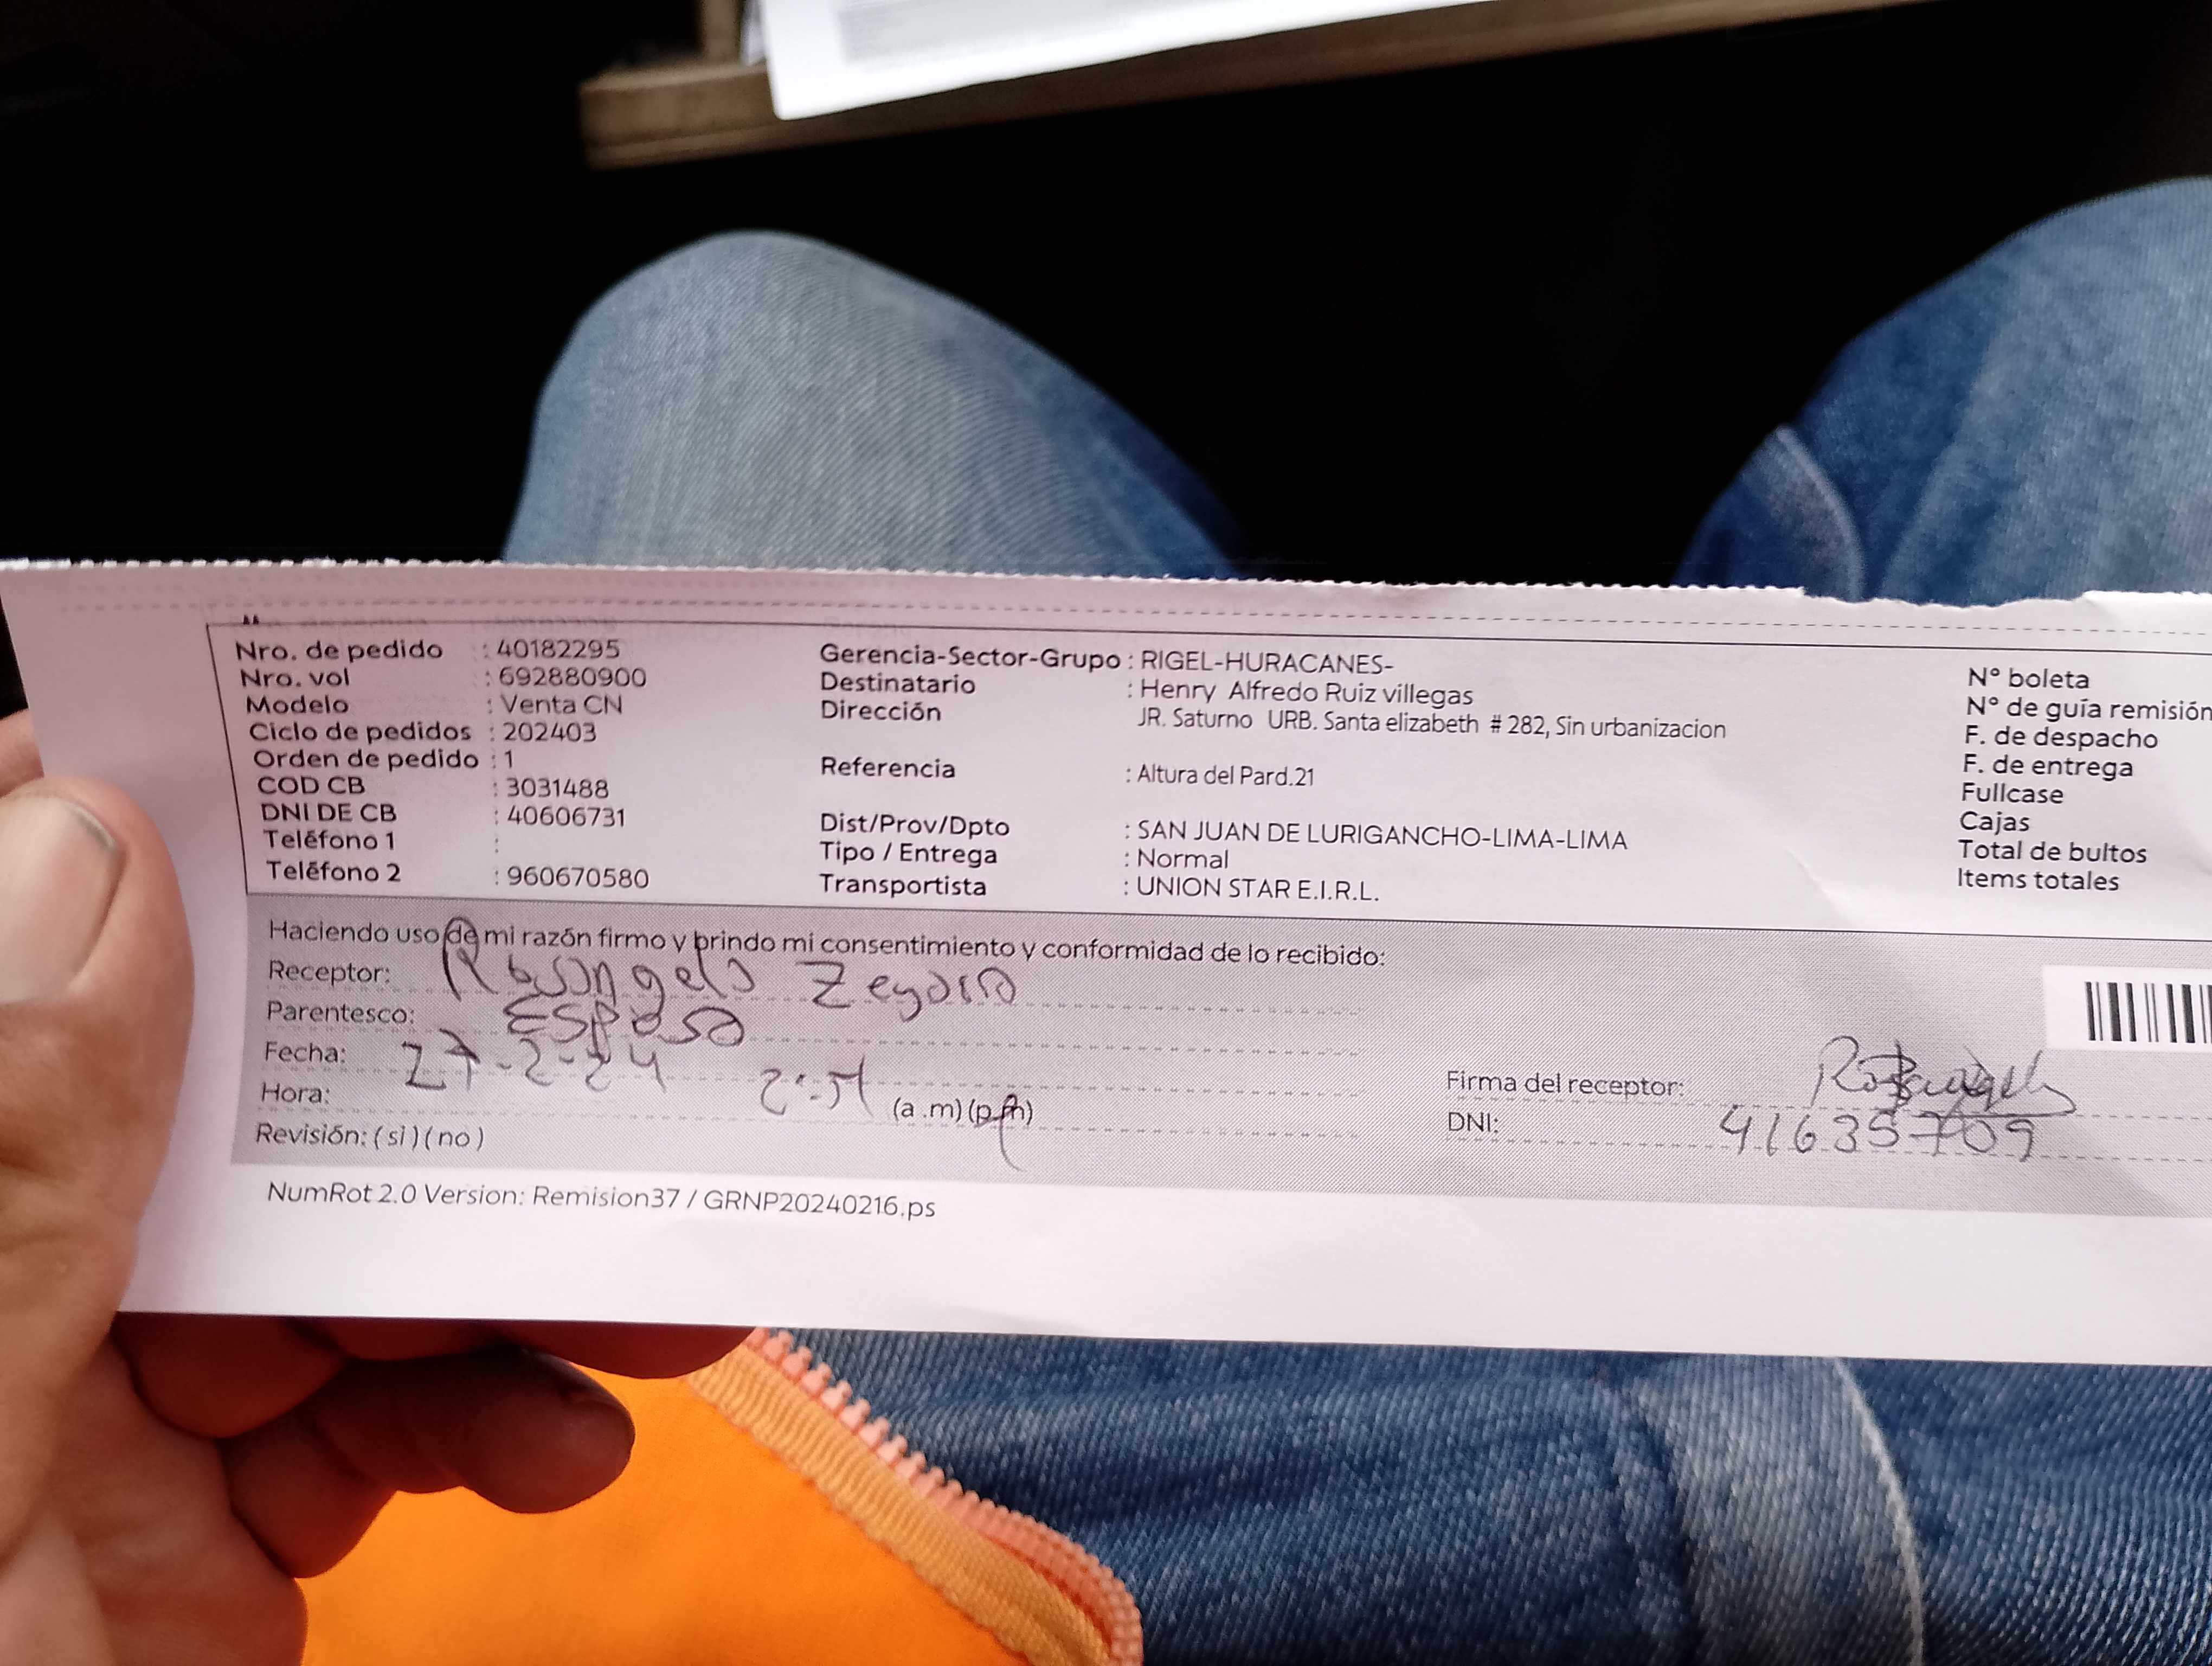 Nro. de pedido : 40182295
Nro. vol : 692880900
Modelo : Venta CN
Ciclo de pedidos : 202403
Orden de pedido : 1
COD CB : 3031488
DNI DE CB : 40606731
Teléfono 1 :
Teléfono 2 : 960670580
Gerencia-Sector-Grupo : RIGEL-HURACANES-
Destinatario : Henry Alfredo Ruiz villegas
Dirección JR. Saturno URB. Santa elizabeth # 282, Sin urbanizacion
Referencia : Altura del Pard.21
Dist/Prov/Dpto : SAN JUAN DE LURIGANCHO-LIMA-LIMA
Tipo / Entrega : Normal
Transportista : UNION STAR E.I.R.L.
N° boleta
N° de guía remisión
F. de despacho
F. de entrega
Fullcase
Cajas
Total de bultos
Items totales
Haciendo uso de mi razón firmo y brindo mi consentimiento y conformidad de lo recibido:
Receptor: Rosangela Zegarra
Parentesco: Esposa
Fecha: 27-2-24
Hora: (a.m)(p.m)
Revisión: (si)(no)
Firma del receptor:
DNI: 41635709
NumRot 2.0 Version: Remision37 / GRNP20240216.ps